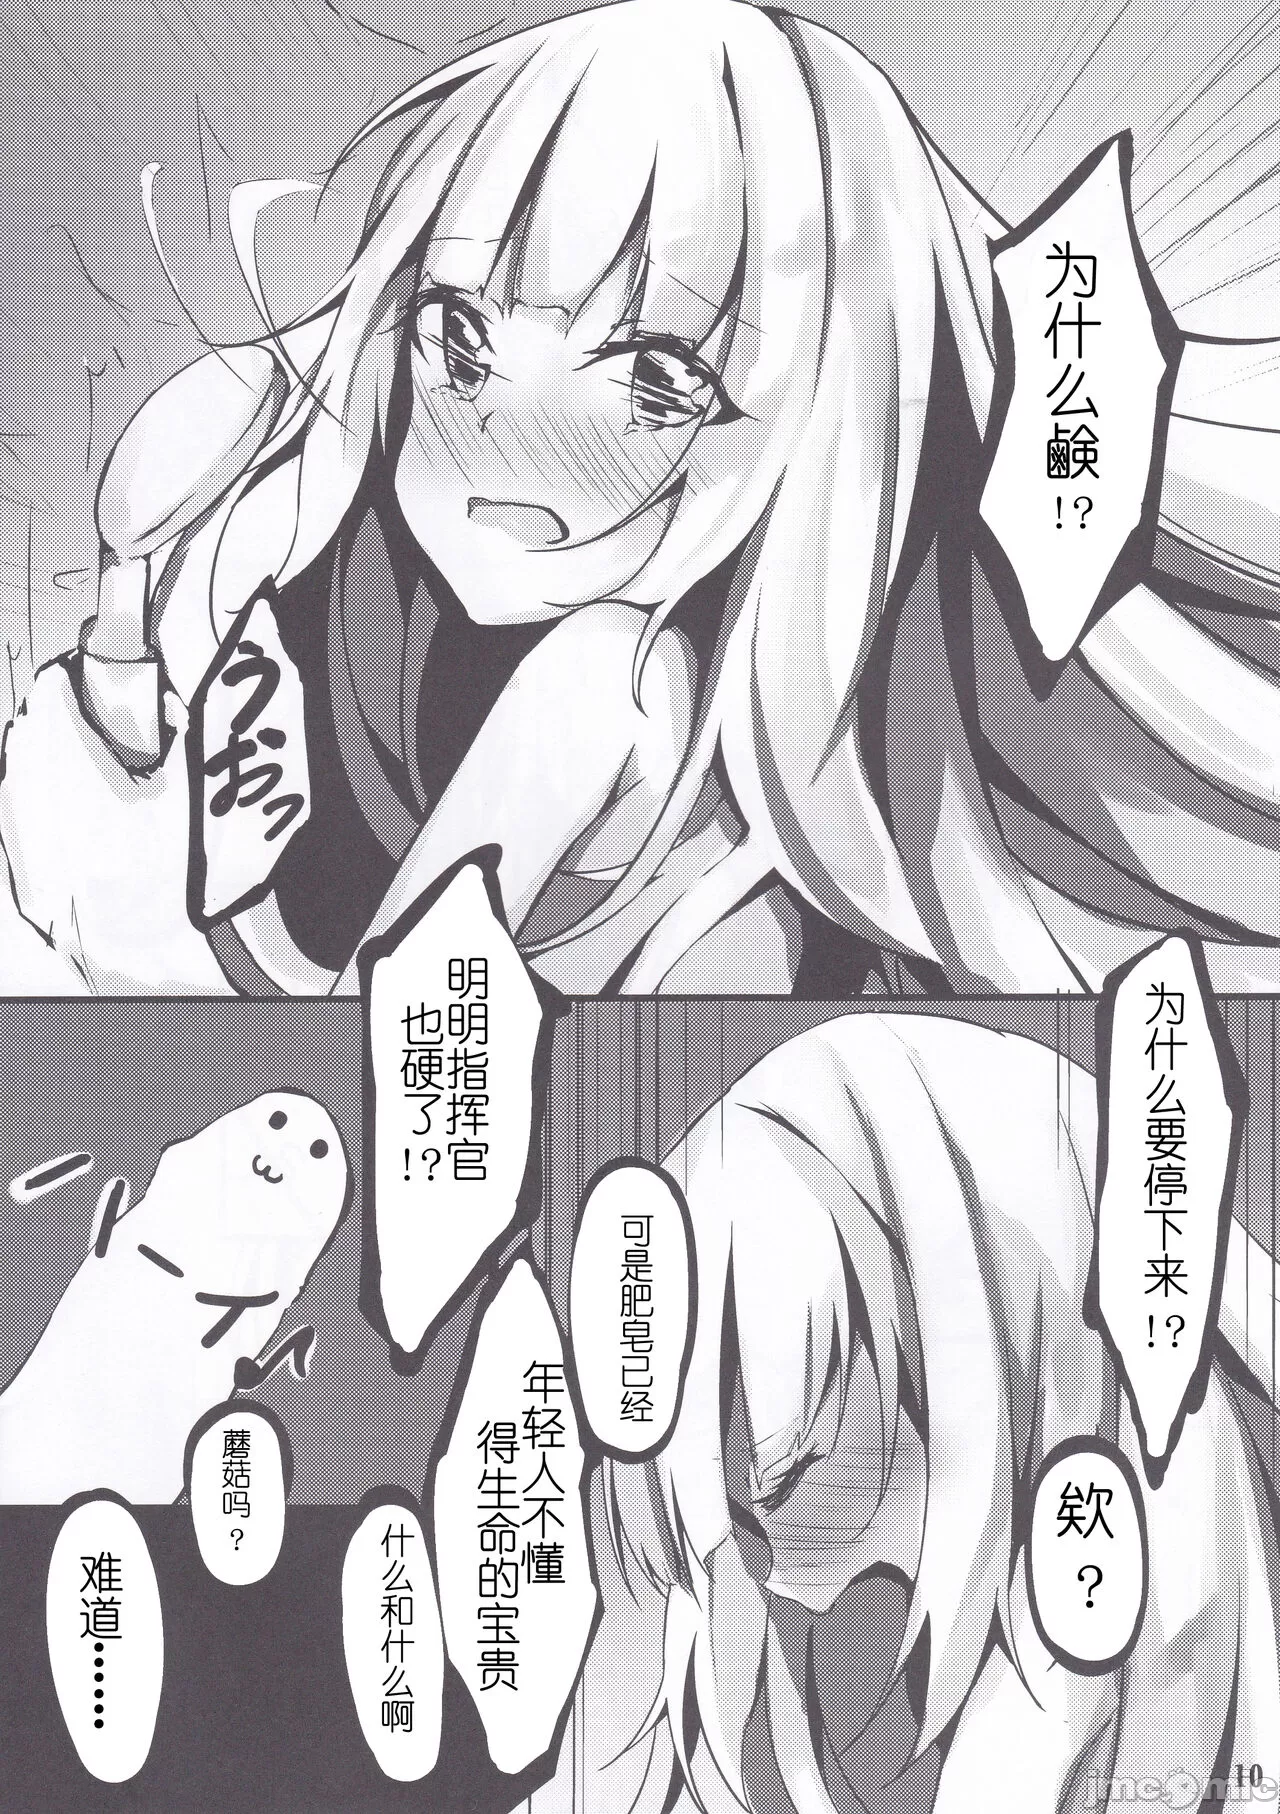 为什么鹸!?
うおっ
为什么要停下来!?
欸?
可是肥皂已经
明明指挥官
也硬了!?
年轻人不懂
得生命的宝贵
蘑菇吗?
什么和什么啊
难道……
10
jmcomic